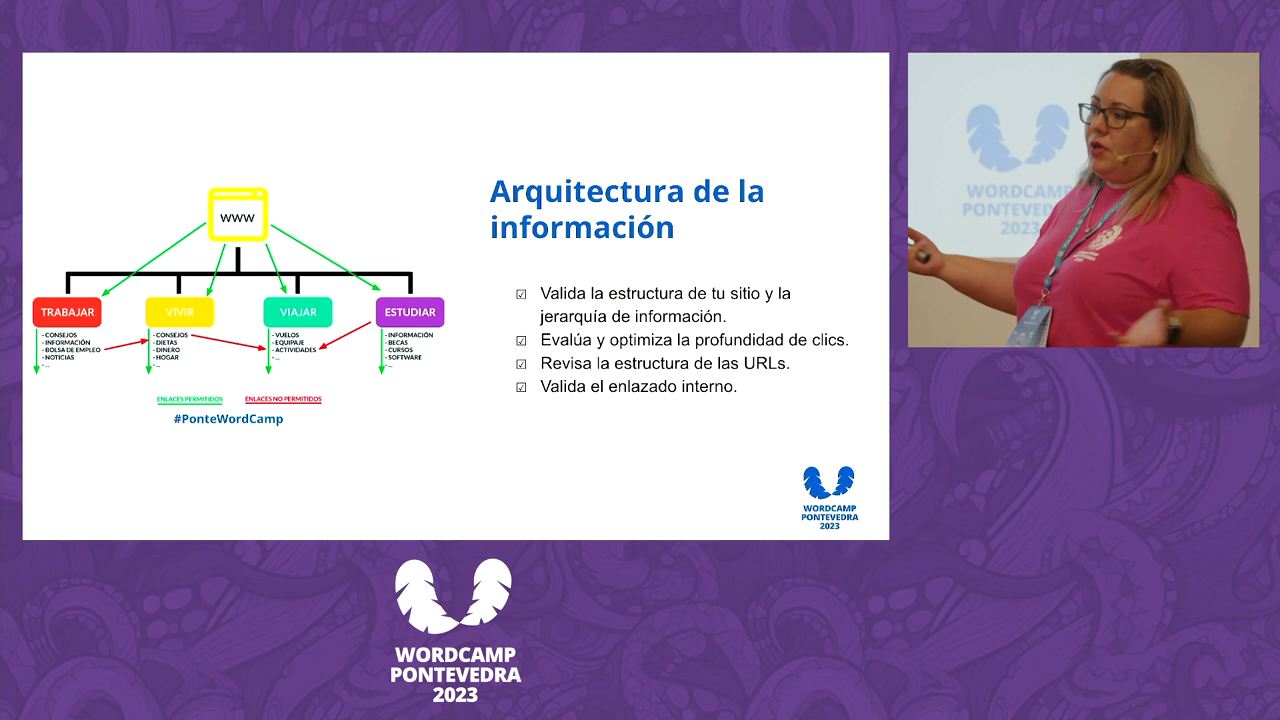 www
TRABAJAR
VIVIR
VIAJAR
ESTUDIAR
- CONSEJOS
- INFORMACIÓN
- BOLSA DE EMPLEO
- NOTICIAS
- ...
- CONSEJOS
- DIETAS
- DINERO
- HOGAR
- ...
- VUELOS
- EQUIPAJE
- ACTIVIDADES
- ...
- INFORMACIÓN
- BECAS
- CURSOS
- SOFTWARE
- ...
ENLACES PERMITIDOS
ENLACES NO PERMITIDOS
#PonteWordCamp
Arquitectura de la
información
☑ Valida la estructura de tu sitio y la
jerarquía de información.
☑ Evalúa y optimiza la profundidad de clics.
☑ Revisa la estructura de las URLs.
☑ Valida el enlazado interno.
WORDCAMP
PONTEVEDRA
2023
WORDCAMP
PONTEVEDRA
2023
WORDCAMP
PONTEVEDRA
2023